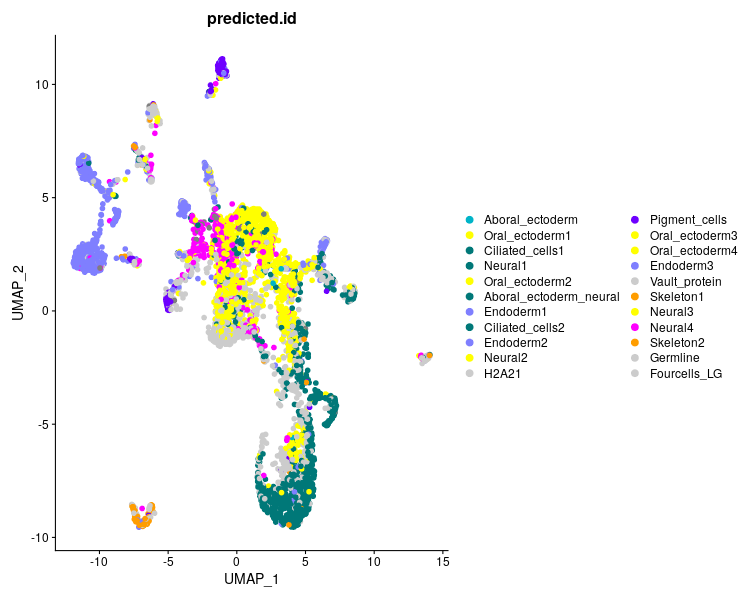 predicted.id
10
5
0
-5
-10
UMAP_2
-10
-5
0
5
10
15
UMAP_1
Aboral_ectoderm
Oral_ectoderm1
Ciliated_cells1
Neural1
Oral_ectoderm2
Aboral_ectoderm_neural
Endoderm1
Ciliated_cells2
Endoderm2
Neural2
H2A21
Pigment_cells
Oral_ectoderm3
Oral_ectoderm4
Endoderm3
Vault_protein
Skeleton1
Neural3
Neural4
Skeleton2
Germline
Fourcells_LG